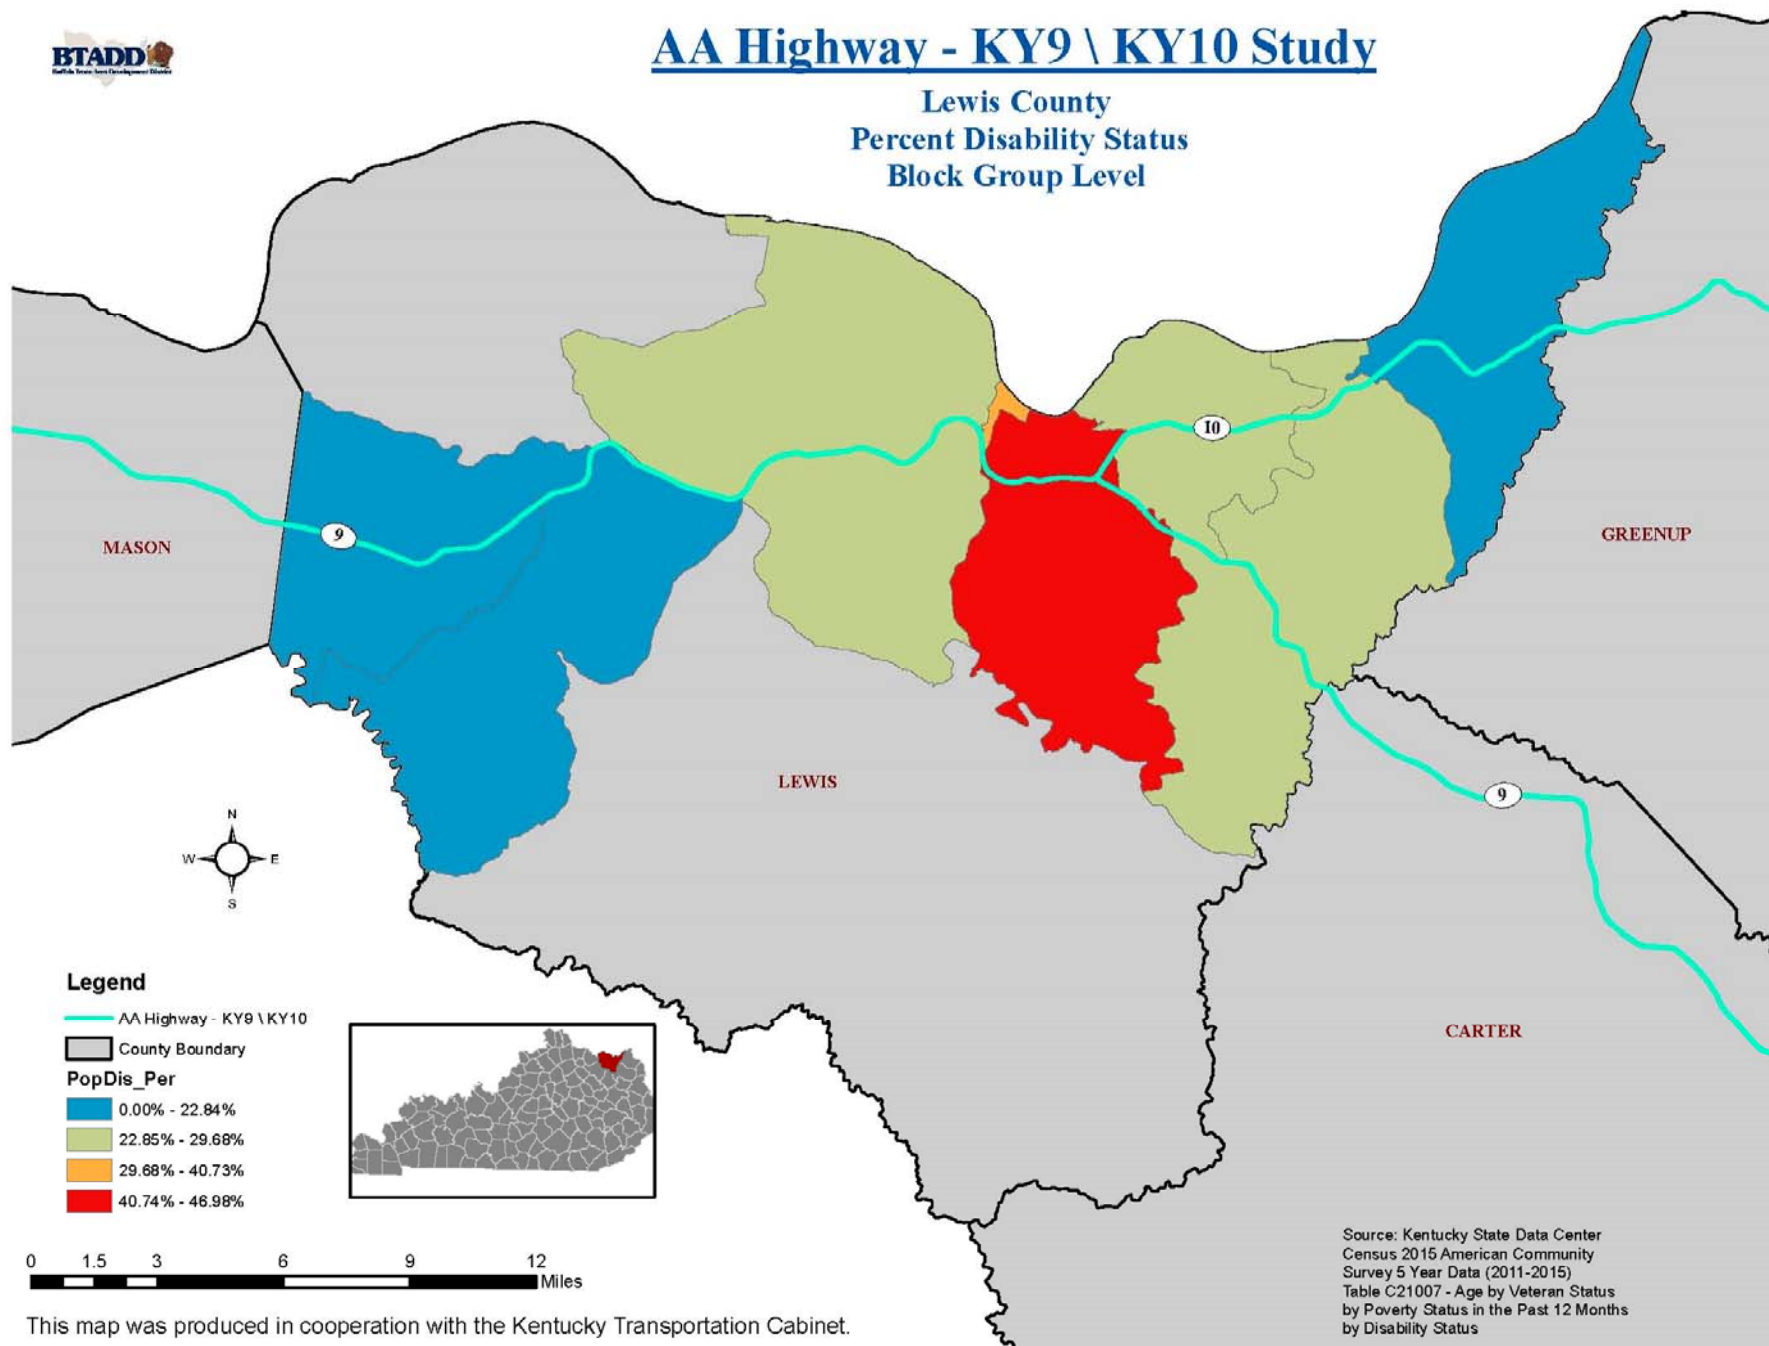 BTADD
Buffalo Trace Area Development District
AA Highway - KY9 \ KY10 Study
Lewis County
Percent Disability Status
Block Group Level
10
9
MASON
GREENUP
LEWIS
9
N
W E
S
CARTER
Legend
AA Highway - KY9 \ KY10
County Boundary
PopDis_Per
0.00% - 22.84%
22.85% - 29.68%
29.68% - 40.73%
40.74% - 46.98%
0 1.5 3 6 9 12
Miles
Source: Kentucky State Data Center
Census 2015 American Community
Survey 5 Year Data (2011-2015)
Table C21007 - Age by Veteran Status
by Poverty Status in the Past 12 Months
by Disability Status
This map was produced in cooperation with the Kentucky Transportation Cabinet.